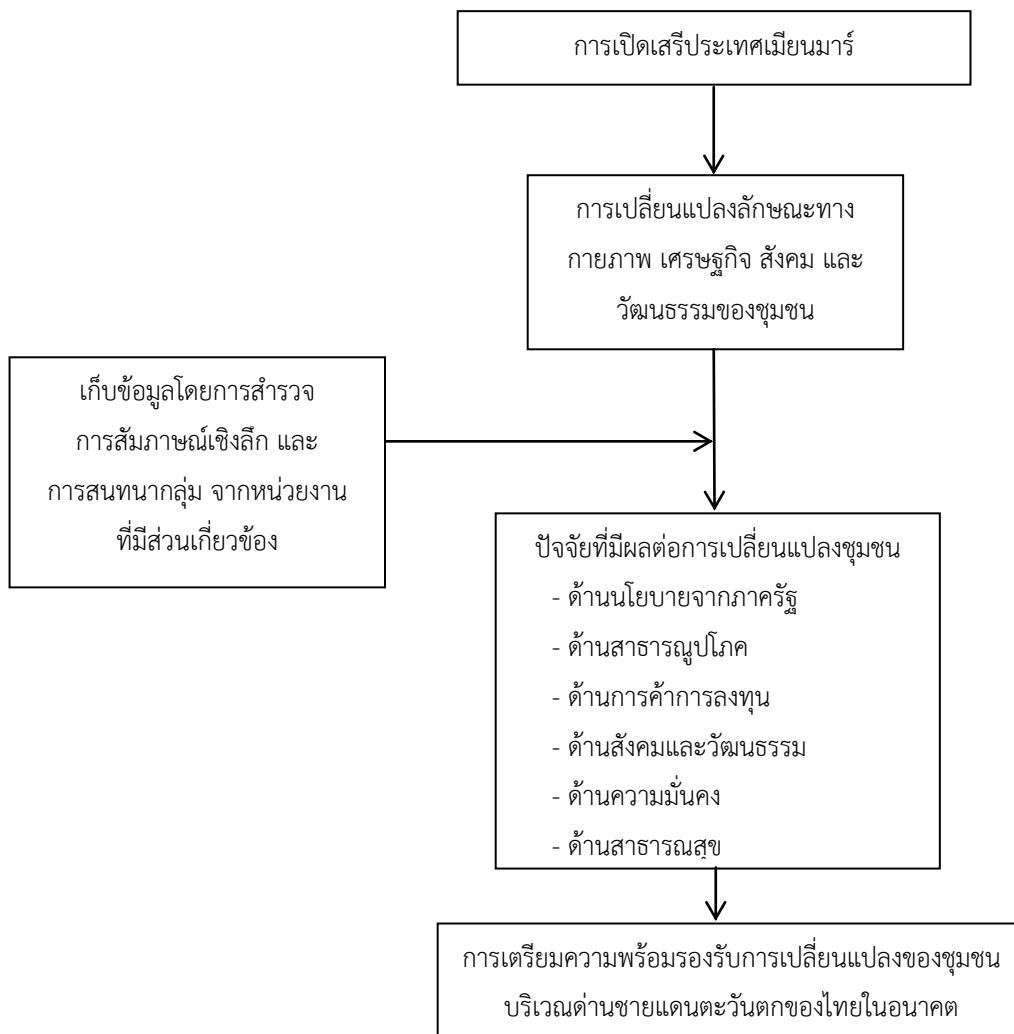 การเปิดเสรีประเทศเมียนมาร์
การเปลี่ยนแปลงลักษณะทาง
กายภาพ เศรษฐกิจ สังคม และ
วัฒนธรรมของชุมชน
เก็บข้อมูลโดยการสำรวจ
การสัมภาษณ์เชิงลึก และ
การสนทนากลุ่ม จากหน่วยงาน
ที่มีส่วนเกี่ยวข้อง
ปัจจัยที่มีผลต่อการเปลี่ยนแปลงชุมชน
- ด้านนโยบายจากภาครัฐ
- ด้านสาธารณูปโภค
- ด้านการค้าการลงทุน
- ด้านสังคมและวัฒนธรรม
- ด้านความมั่นคง
- ด้านสาธารณสุข
การเตรียมความพร้อมรองรับการเปลี่ยนแปลงของชุมชน
บริเวณด่านชายแดนตะวันตกของไทยในอนาคต